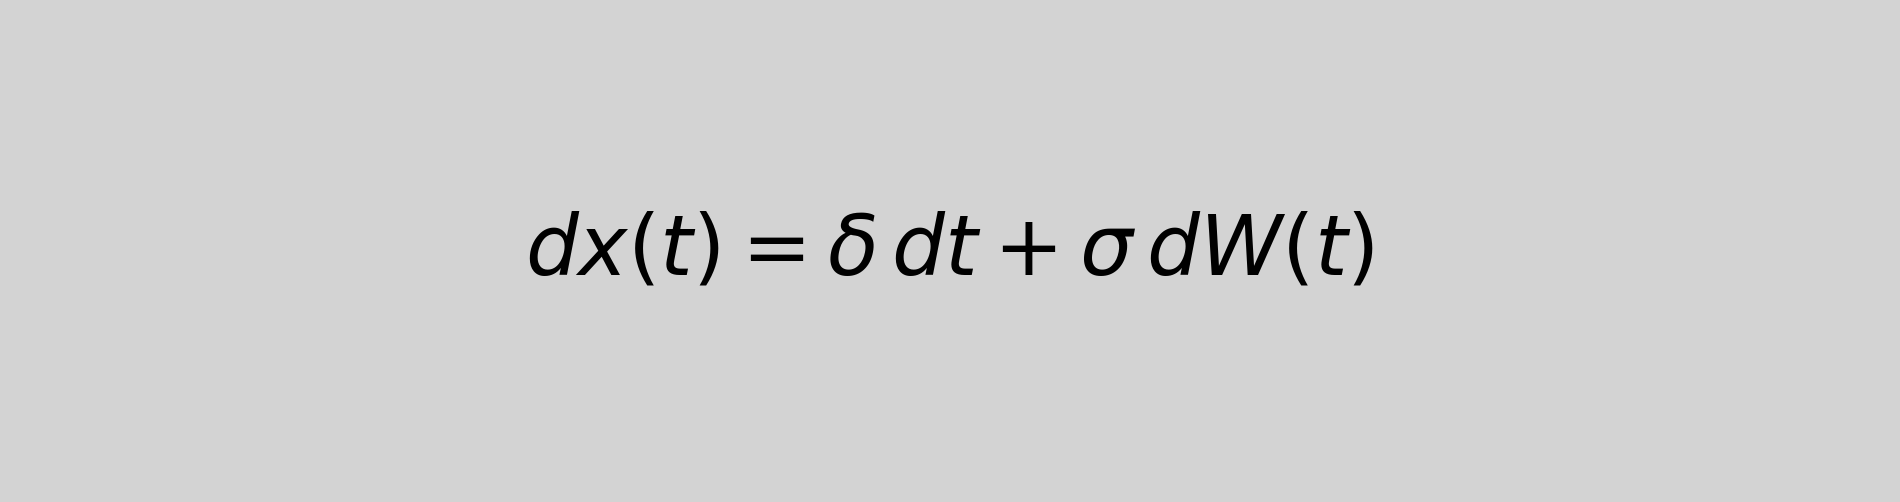 dx(t) = δ dt + σ dW(t)